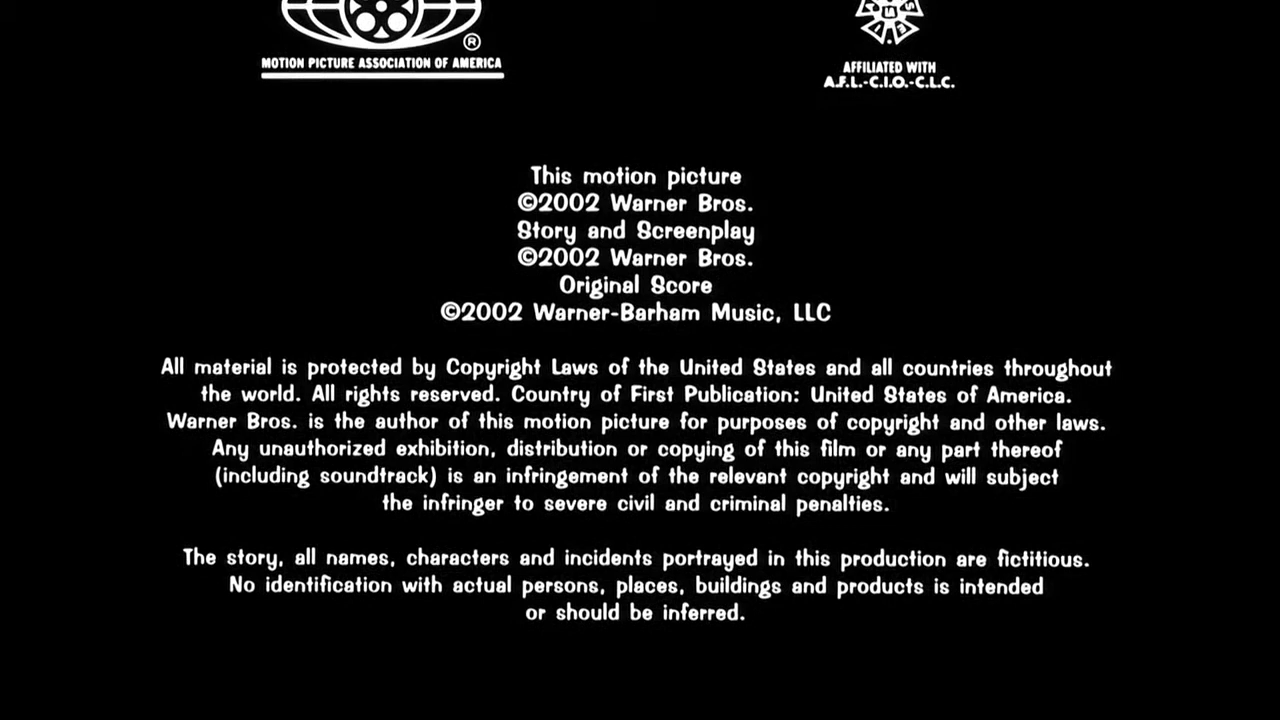 ®
MOTION PICTURE ASSOCIATION OF AMERICA
I A S
T E
AFFILIATED WITH
A.F.L.-C.I.O.-C.L.C.
This motion picture
©2002 Warner Bros.
Story and Screenplay
©2002 Warner Bros.
Original Score
©2002 Warner-Barham Music, LLC
All material is protected by Copyright Laws of the United States and all countries throughout
the world. All rights reserved. Country of First Publication: United States of America.
Warner Bros. is the author of this motion picture for purposes of copyright and other laws.
Any unauthorized exhibition, distribution or copying of this film or any part thereof
(including soundtrack) is an infringement of the relevant copyright and will subject
the infringer to severe civil and criminal penalties.
The story, all names, characters and incidents portrayed in this production are fictitious.
No identification with actual persons, places, buildings and products is intended
or should be inferred.